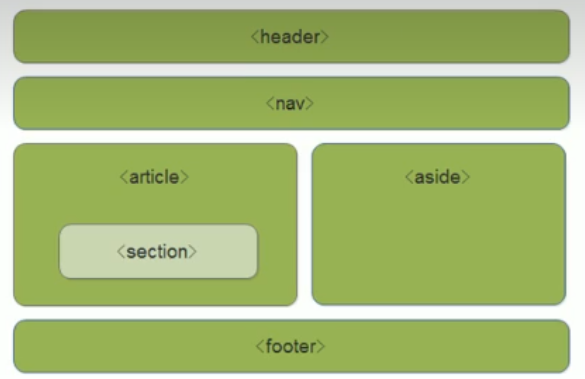 <header>
<nav>
<article>
<aside>
<section>
<footer>